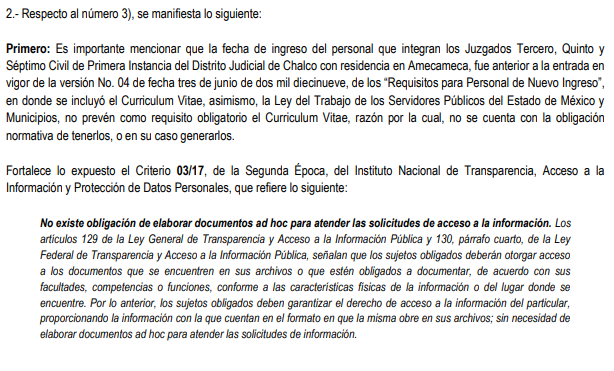 2.- Respecto al número 3), se manifiesta lo siguiente:
Primero: Es importante mencionar que la fecha de ingreso del personal que integran los Juzgados Tercero, Quinto y
Séptimo Civil de Primera Instancia del Distrito Judicial de Chalco con residencia en Amecameca, fue anterior a la entrada en
vigor de la versión No. 04 de fecha tres de junio de dos mil diecinueve, de los “Requisitos para Personal de Nuevo Ingreso”,
en donde se incluyó el Curriculum Vitae, asimismo, la Ley del Trabajo de los Servidores Públicos del Estado de México y
Municipios, no prevén como requisito obligatorio el Curriculum Vitae, razón por la cual, no se cuenta con la obligación
normativa de tenerlos, o en su caso generarlos.
Fortalece lo expuesto el Criterio 03/17, de la Segunda Época, del Instituto Nacional de Transparencia, Acceso a la
Información y Protección de Datos Personales, que refiere lo siguiente:
No existe obligación de elaborar documentos ad hoc para atender las solicitudes de acceso a la información. Los
artículos 129 de la Ley General de Transparencia y Acceso a la Información Pública y 130, párrafo cuarto, de la Ley
Federal de Transparencia y Acceso a la Información Pública, señalan que los sujetos obligados deberán otorgar acceso
a los documentos que se encuentren en sus archivos o que estén obligados a documentar, de acuerdo con sus
facultades, competencias o funciones, conforme a las características físicas de la información o del lugar donde se
encuentre. Por lo anterior, los sujetos obligados deben garantizar el derecho de acceso a la información del particular,
proporcionando la información con la que cuentan en el formato en que la misma obre en sus archivos; sin necesidad de
elaborar documentos ad hoc para atender las solicitudes de información.